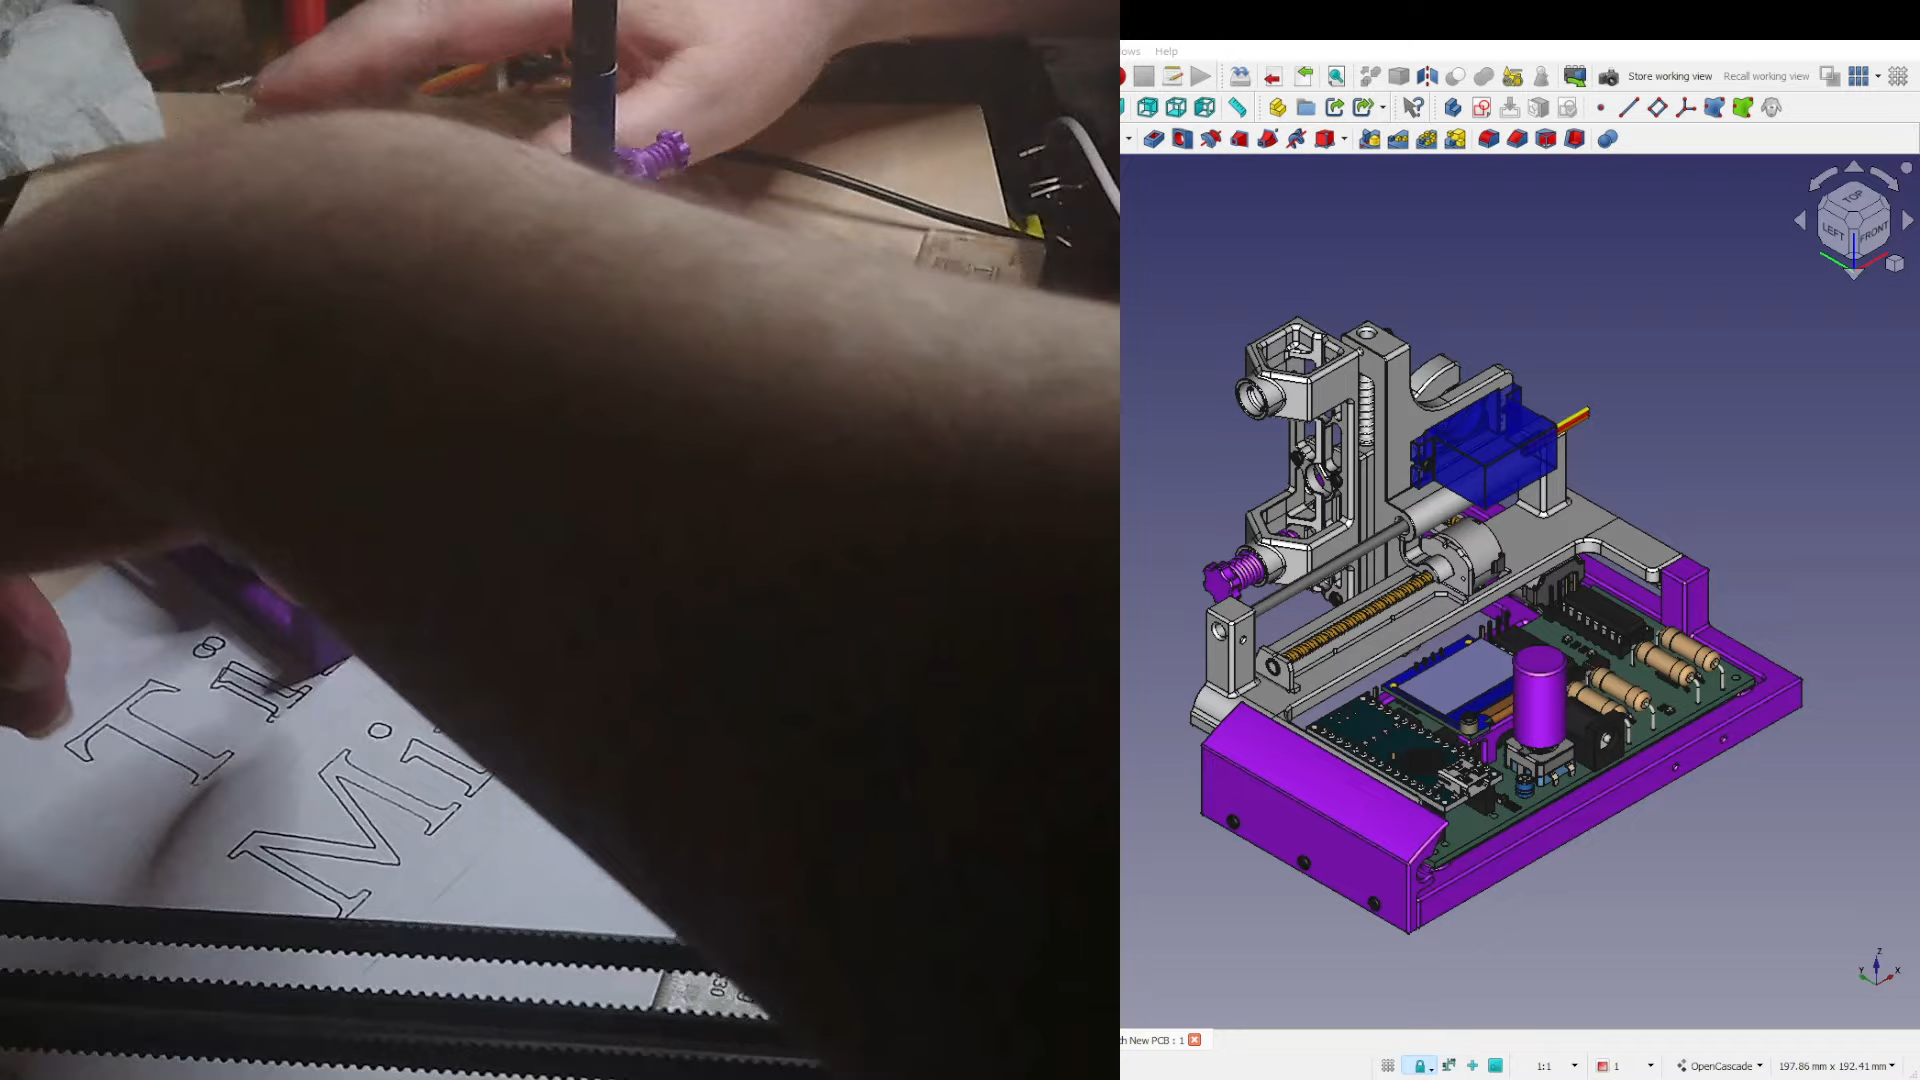 Ti
Mi
30
ows Help
Store working view Recall working view
TOP
LEFT FRONT
Z
Y X
h New PCB : 1
1:1 1 OpenCascade 197.86 mm x 192.41 mm